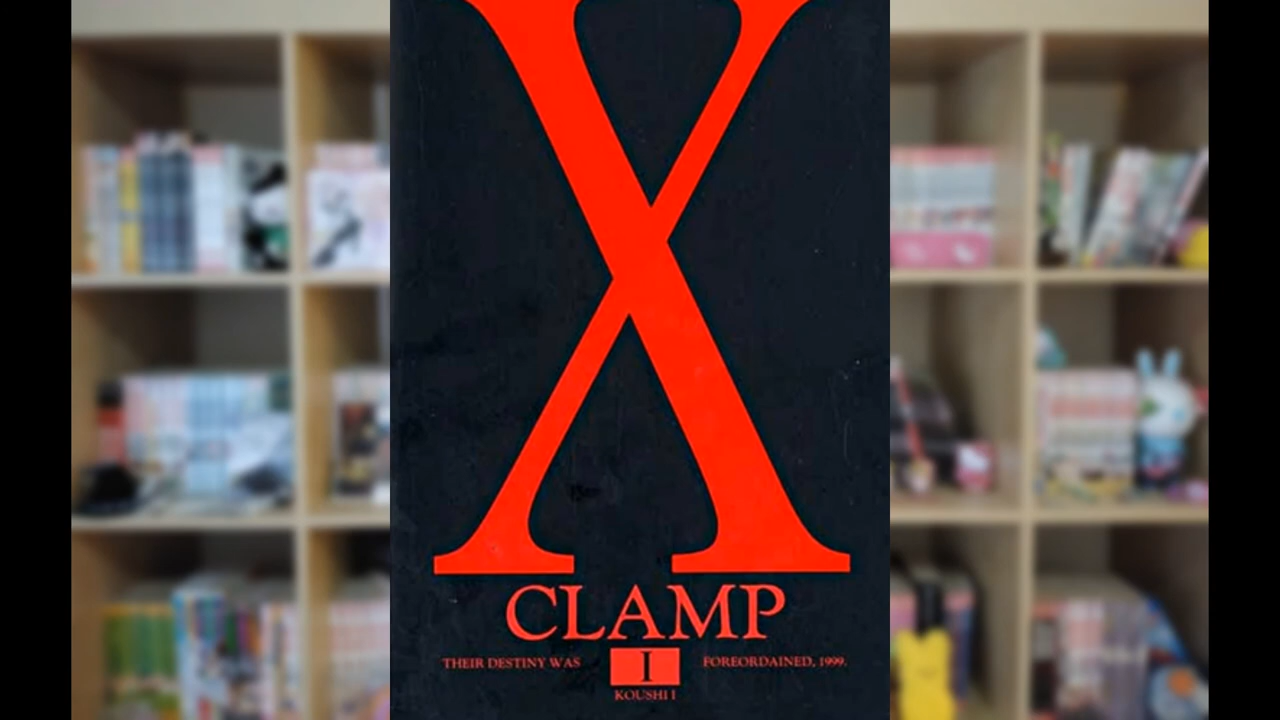 X
CLAMP
THEIR DESTINY WAS I FOREORDAINED, 1999.
KOUSHI I